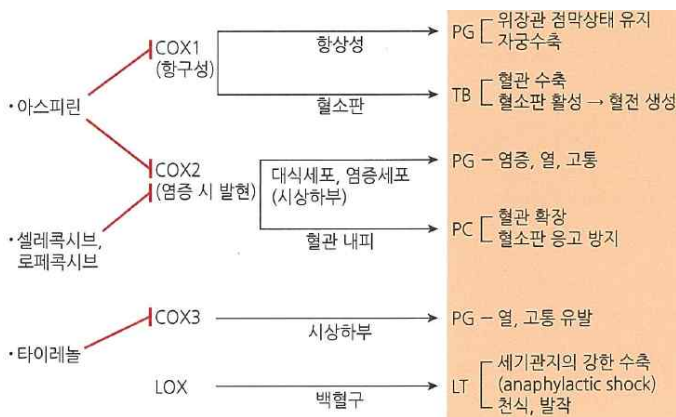 ・아스피린
・셀레콕시브,
로페콕시브
・타이레놀
COX1
(항구성)
COX2
(염증 시 발현)
COX3
LOX
항상성
혈소판
대식세포, 염증세포
(시상하부)
혈관 내피
시상하부
백혈구
PG
위장관 점막상태 유지
자궁수축
TB
혈관 수축
혈소판 활성 → 혈전 생성
PG – 염증, 열, 고통
PC
혈관 확장
혈소판 응고 방지
PG – 열, 고통 유발
LT
세기관지의 강한 수축
(anaphylactic shock)
천식, 발작